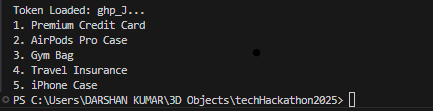 Token Loaded: ghp_J...
1. Premium Credit Card
2. AirPods Pro Case
3. Gym Bag
4. Travel Insurance
5. iPhone Case
PS C:\Users\DARSHAN KUMAR\3D Objects\techHackathon2025>